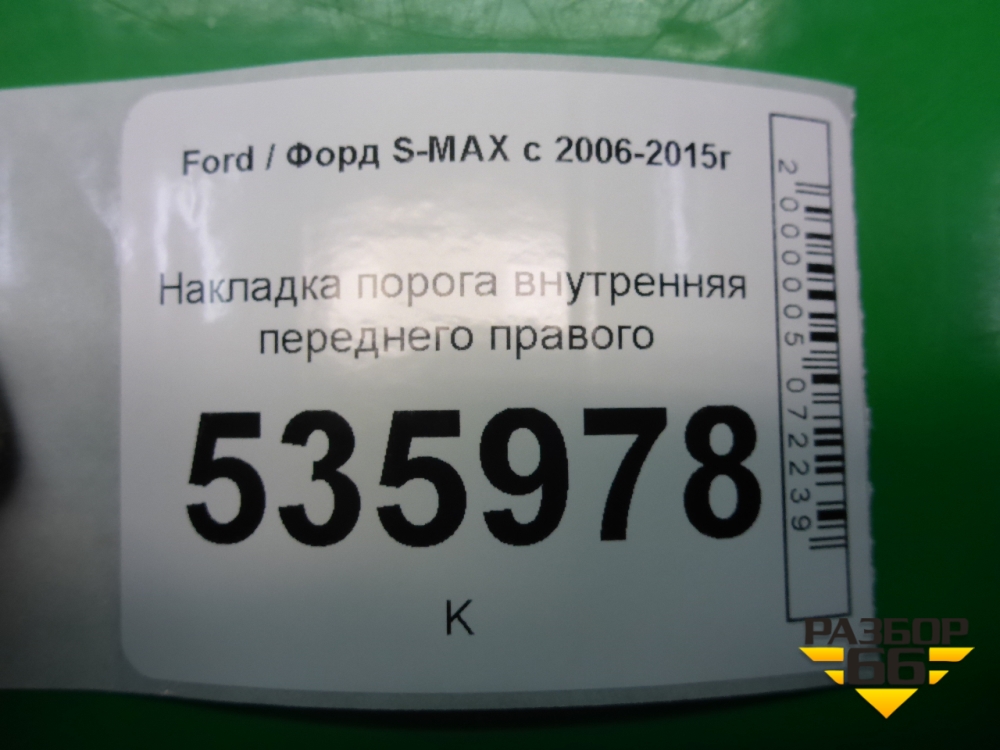 Ford / Форд S-MAX с 2006-2015г
Накладка порога внутренняя
переднего правого
535978
К
2000005072239
РАЗБОР
66